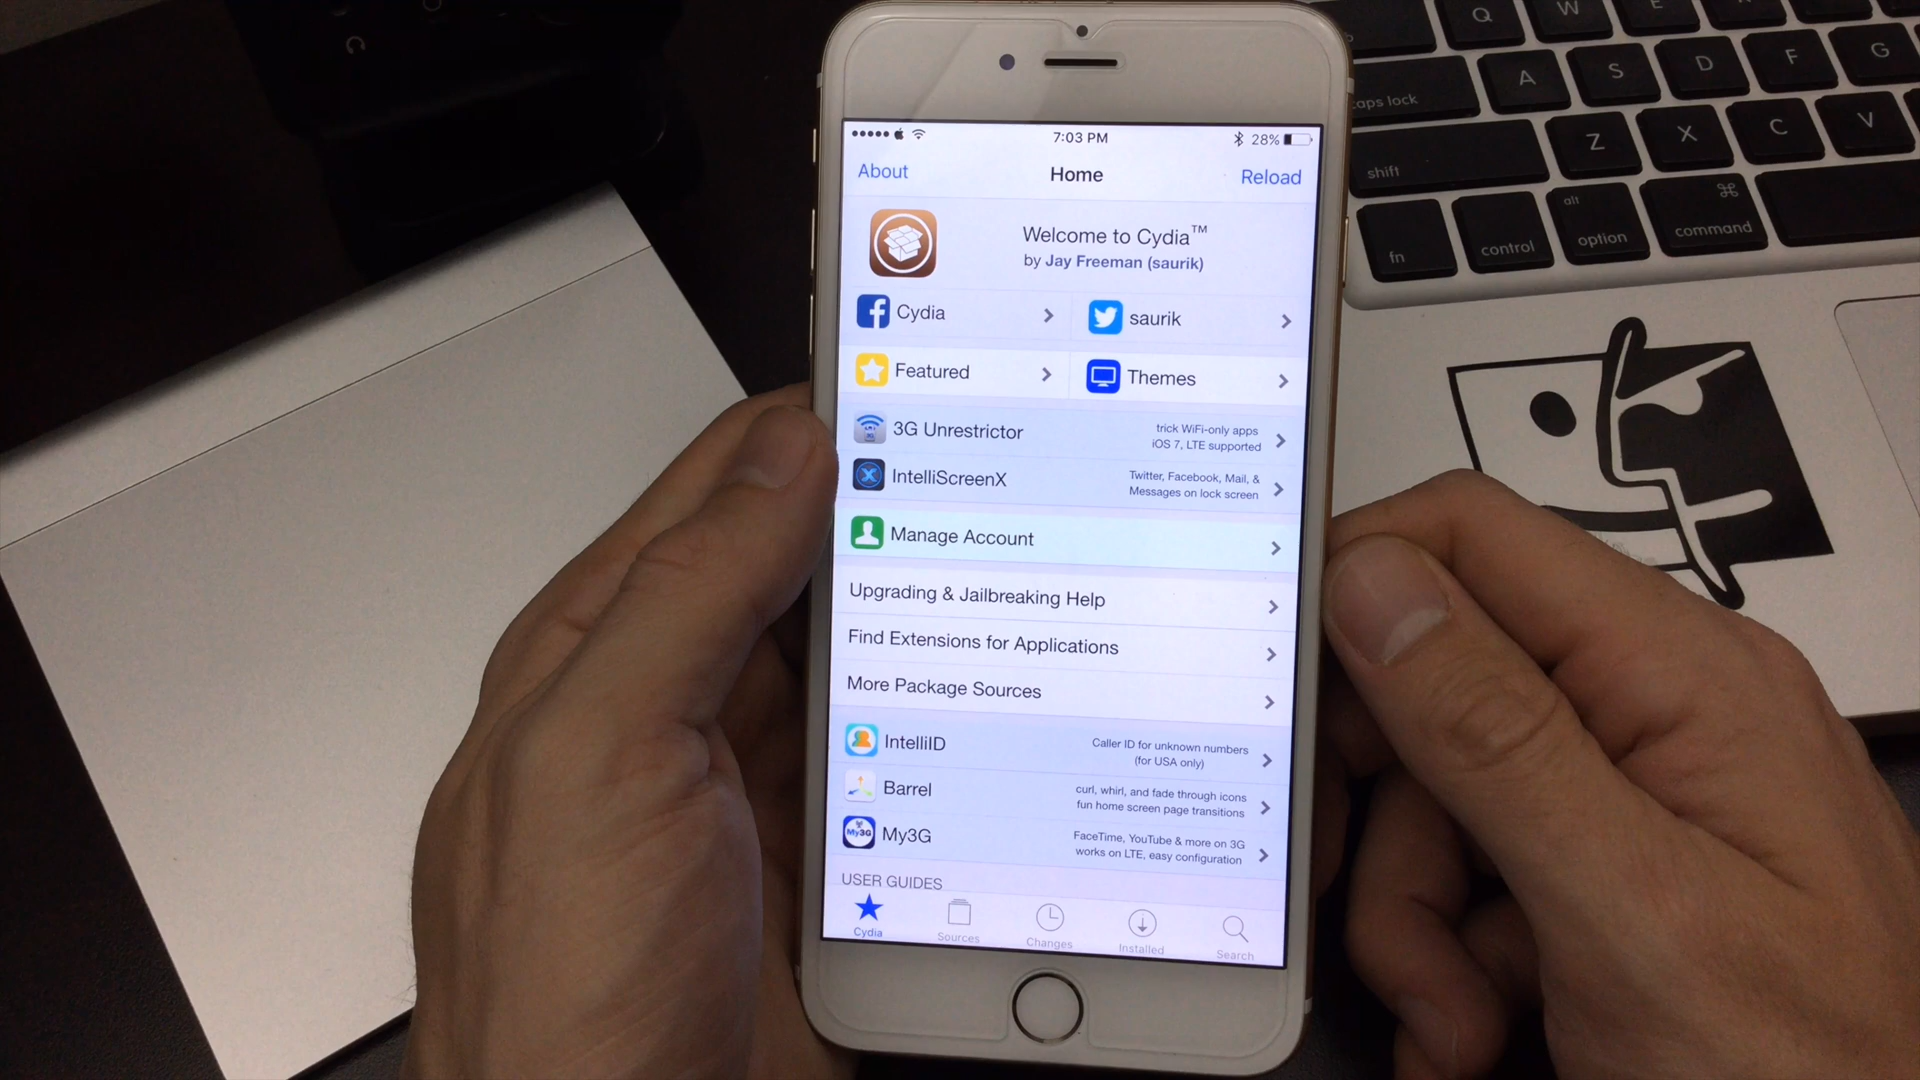 7:03 PM
28%
About
Home
Reload
Welcome to Cydia™
by Jay Freeman (saurik)
Cydia
saurik
Featured
Themes
3G Unrestrictor
trick WiFi-only apps
iOS 7, LTE supported
IntelliScreenX
Twitter, Facebook, Mail, &
Messages on lock screen
Manage Account
Upgrading & Jailbreaking Help
Find Extensions for Applications
More Package Sources
IntelliID
Caller ID for unknown numbers
(for USA only)
Barrel
curl, whirl, and fade through icons
fun home screen page transitions
My3G
My3G
FaceTime, YouTube & more on 3G
works on LTE, easy configuration
USER GUIDES
Cydia
Sources
Changes
Installed
Search
Q W E
A S D F G
caps lock
Z X C V
shift
fn
control
alt
option
⌘
command